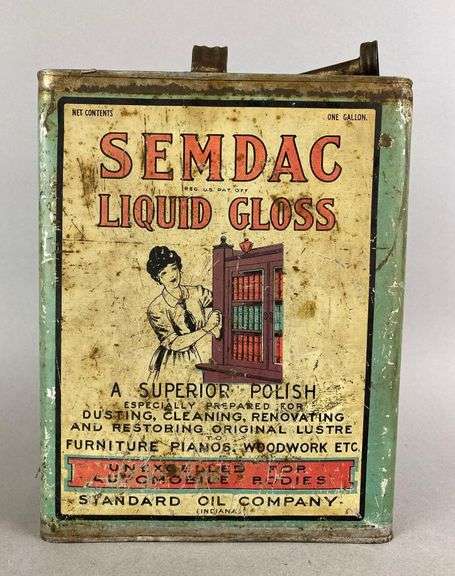 NET CONTENTS ONE GALLON.
SEMDAC
REG. U.S. PAT. OFF.
LIQUID GLOSS
A SUPERIOR POLISH
ESPECIALLY PREPARED FOR
DUSTING, CLEANING, RENOVATING
AND RESTORING ORIGINAL LUSTRE
TO
FURNITURE PIANOS, WOODWORK ETC.
UNEXCELLED FOR
AUTOMOBILE BODIES
STANDARD OIL COMPANY.
(INDIANA)